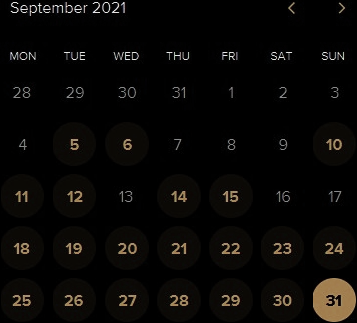 September 2021
MON TUE WED THU FRI SAT SUN
28 29 30 31 1 2 3
4 5 6 7 8 9 10
11 12 13 14 15 16 17
18 19 20 21 22 23 24
25 26 27 28 29 30 31